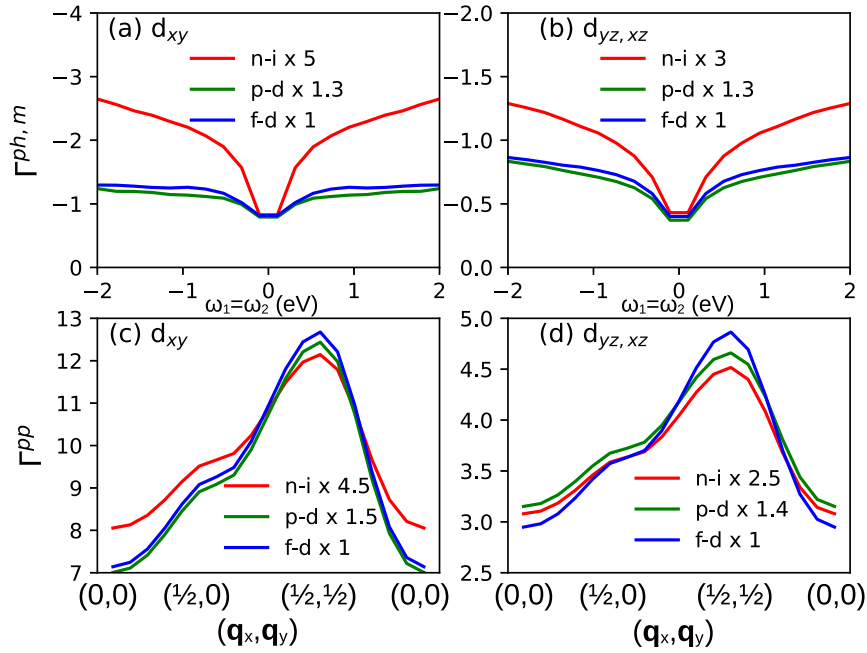 (a) d_xy
n-i x 5
p-d x 1.3
f-d x 1
Γ^ph, m
−4
−3
−2
−1
0
−2
−1
0
1
2
ω₁=ω₂ (eV)
(b) d_yz, xz
n-i x 3
p-d x 1.3
f-d x 1
−2.0
−1.5
−1.0
−0.5
0.0
−2
−1
0
1
2
ω₁=ω₂ (eV)
(c) d_xy
n-i x 4.5
p-d x 1.5
f-d x 1
Γ^pp
13
12
11
10
9
8
7
(0,0)
(½,0)
(½,½)
(0,0)
(q_x,q_y)
(d) d_yz, xz
n-i x 2.5
p-d x 1.4
f-d x 1
5.0
4.5
4.0
3.5
3.0
2.5
(0,0)
(½,0)
(½,½)
(0,0)
(q_x,q_y)